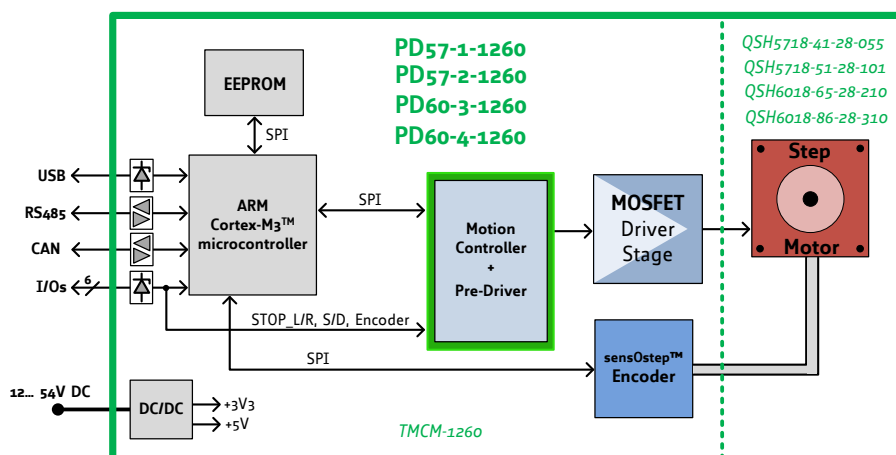 PD57-1-1260
PD57-2-1260
PD60-3-1260
PD60-4-1260
QSH5718-41-28-055
QSH5718-51-28-101
QSH6018-65-28-210
QSH6018-86-28-310
EEPROM
SPI
USB
RS485
CAN
I/Os
6
ARM
Cortex-M3™
microcontroller
SPI
Motion
Controller
+
Pre-Driver
MOSFET
Driver
Stage
Step
Motor
STOP_L/R, S/D, Encoder
SPI
sensOstep™
Encoder
12... 54V DC
DC/DC
+3V3
+5V
TMCM-1260